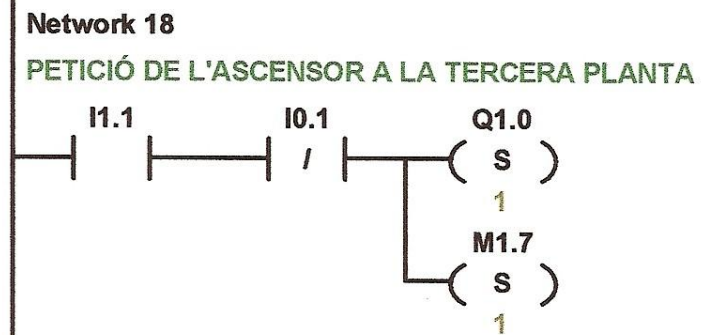 Network 18
PETICIÓ DE L'ASCENSOR A LA TERCERA PLANTA
I1.1 I0.1 Q1.0
/ S
1
M1.7
S
1